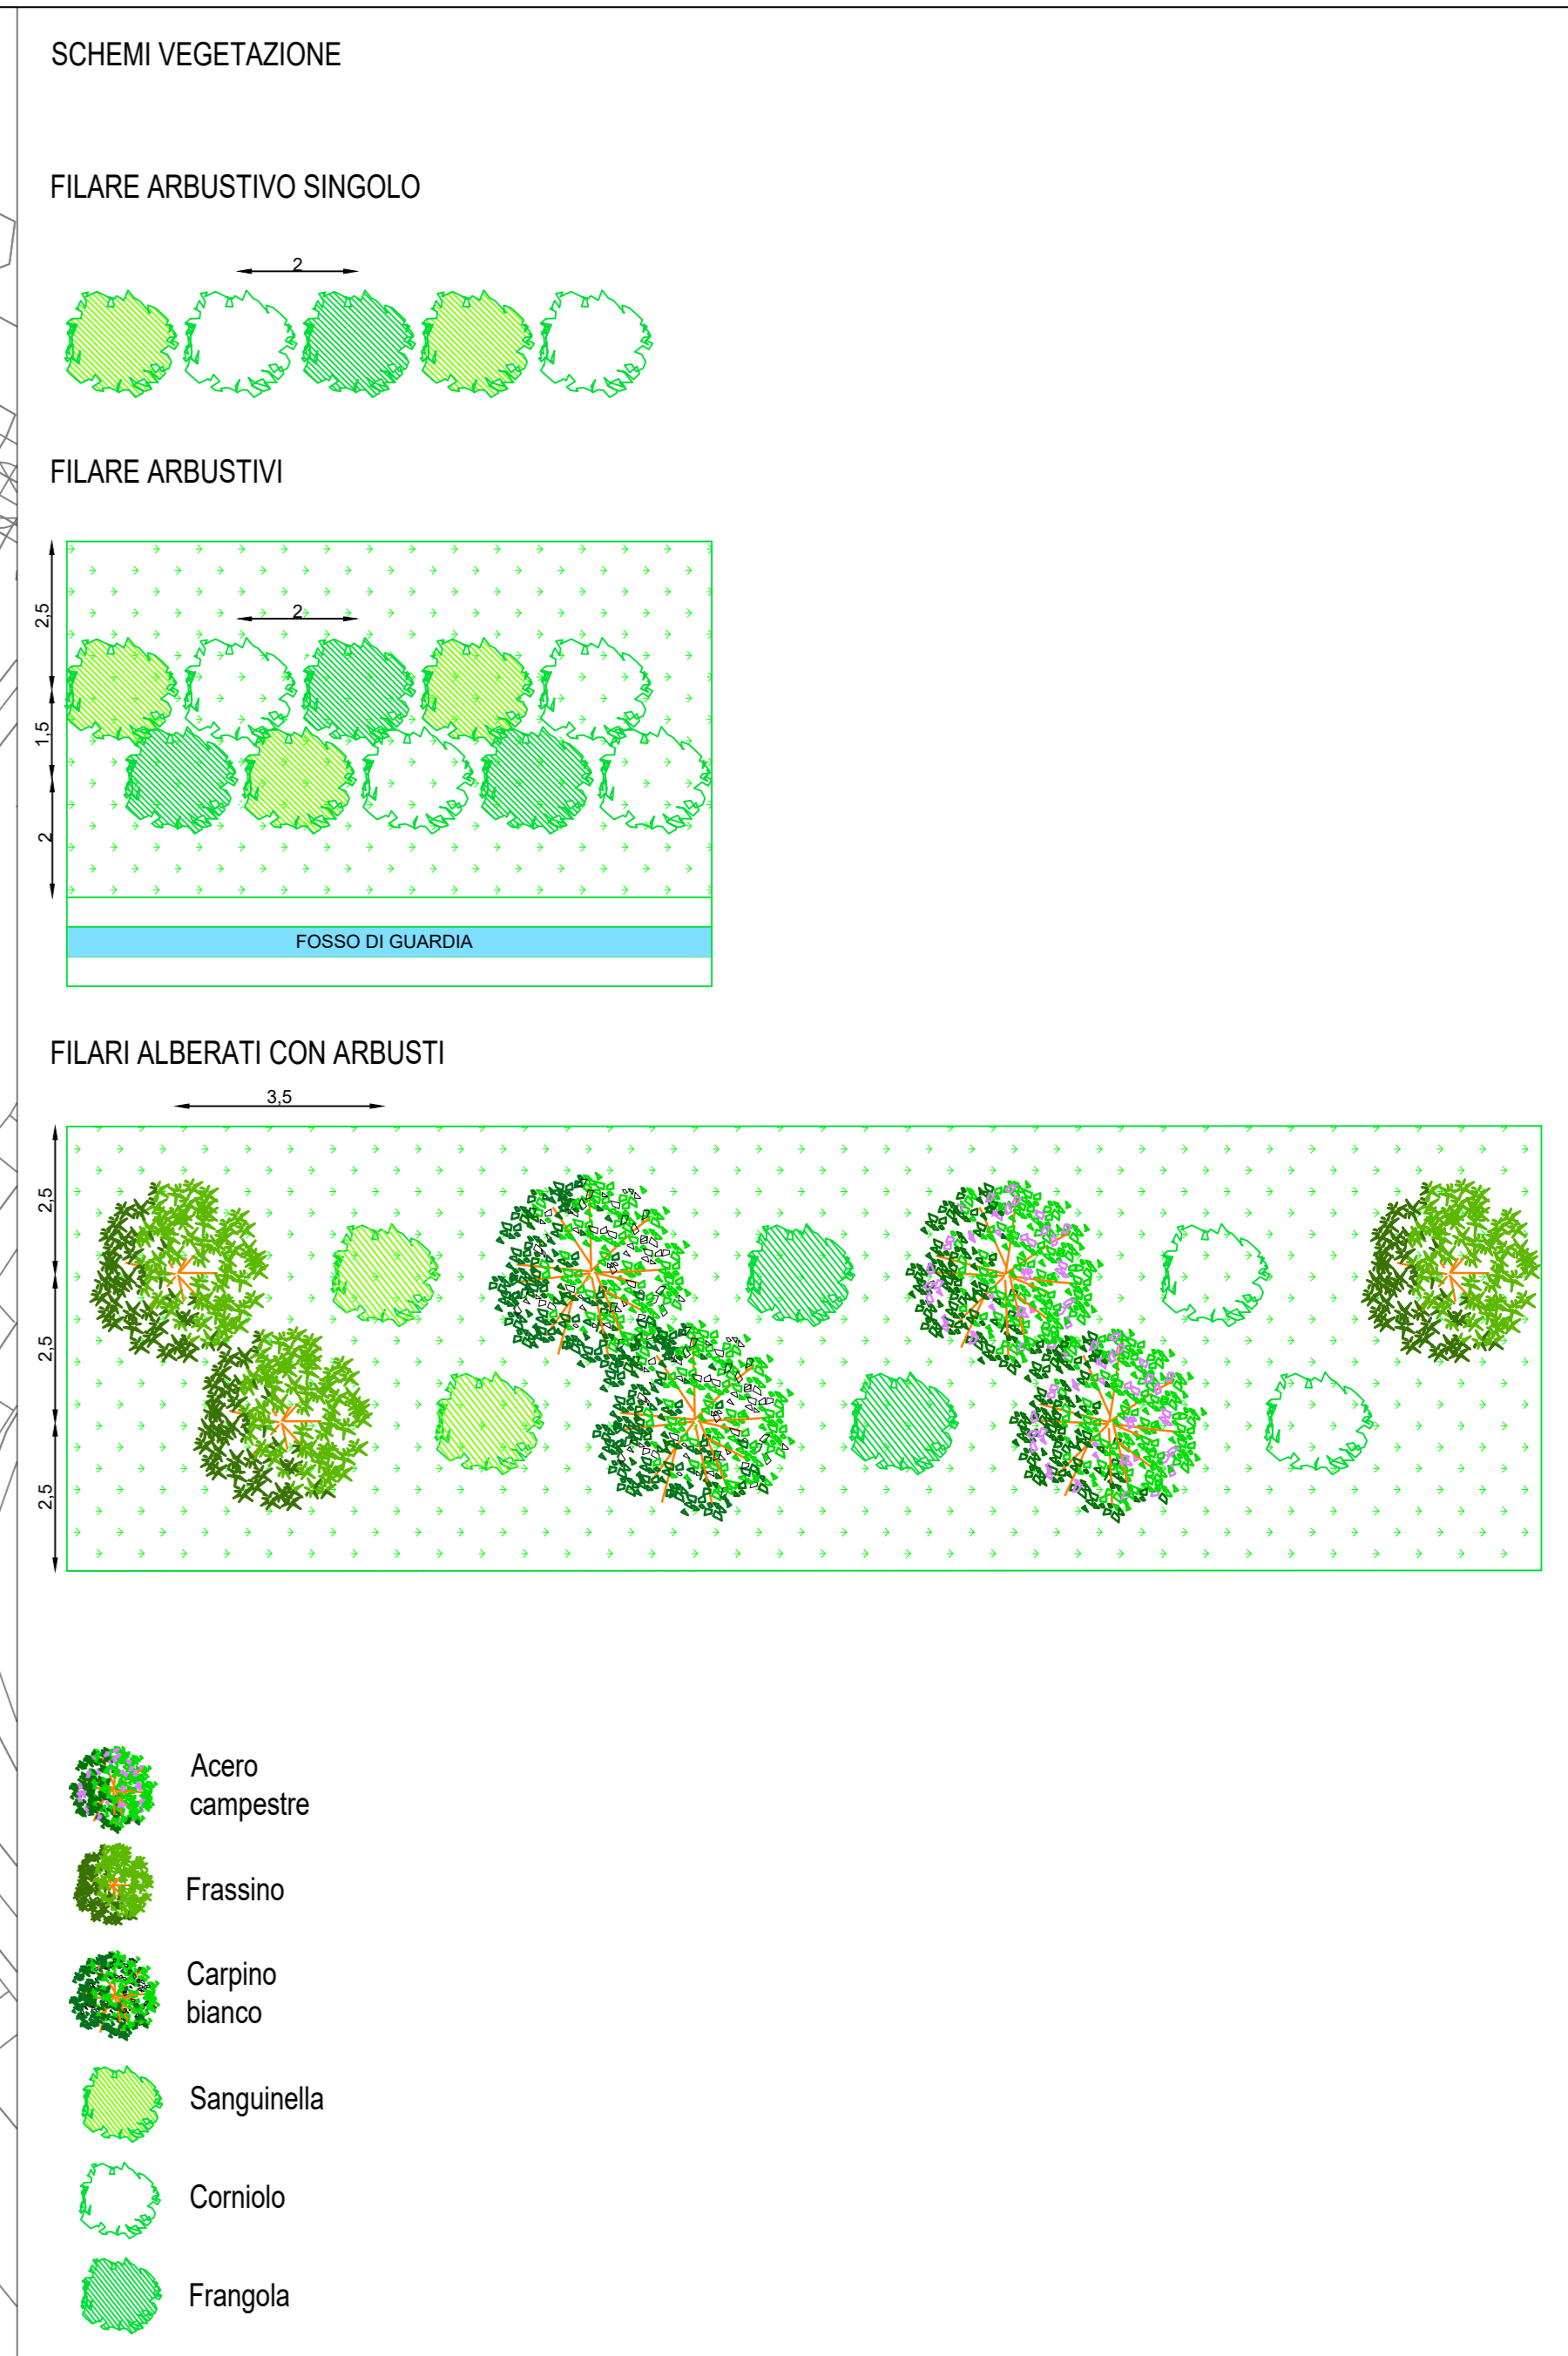 SCHEMI VEGETAZIONE
FILARE ARBUSTIVO SINGOLO
2
FILARE ARBUSTIVI
2,5
2
1,5
2
FOSSO DI GUARDIA
FILARI ALBERATI CON ARBUSTI
3,5
2,5
2,5
2,5
Acero
campestre
Frassino
Carpino
bianco
Sanguinella
Corniolo
Frangola